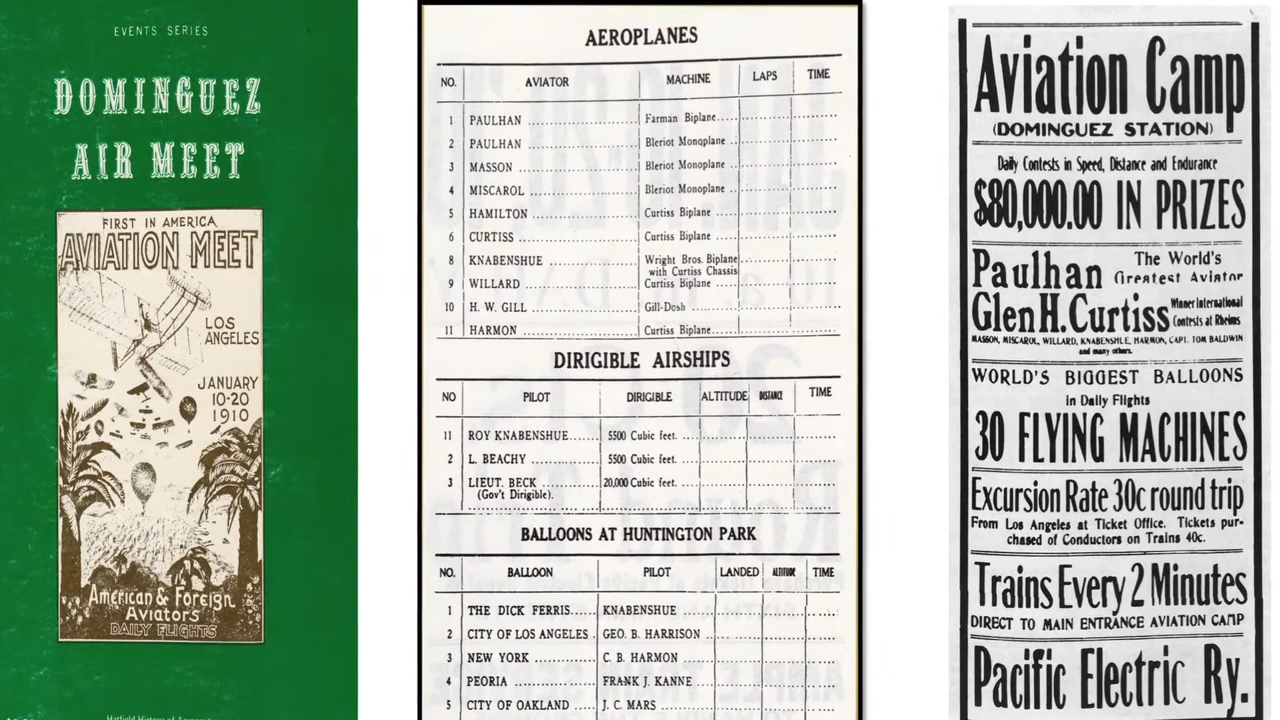 EVENTS SERIES
DOMINGUEZ
AIR MEET
FIRST IN AMERICA
AVIATION MEET
LOS
ANGELES
JANUARY
10-20
1910
American & Foreign
Aviators
DAILY FLIGHTS
AEROPLANES
NO. AVIATOR MACHINE LAPS TIME
1 PAULHAN Farman Biplane
2 PAULHAN Bleriot Monoplane
3 MASSON Bleriot Monoplane
4 MISCAROL Bleriot Monoplane
5 HAMILTON Curtiss Biplane
6 CURTISS Curtiss Biplane
8 KNABENSHUE Wright Bros. Biplane
with Curtiss Chassis
9 WILLARD Curtiss Biplane
10 H. W. GILL Gill-Dosh
11 HARMON Curtiss Biplane
DIRIGIBLE AIRSHIPS
NO PILOT DIRIGIBLE ALTITUDE DISTANCE TIME
11 ROY KNABENSHUE 5500 Cubic feet.
2 L. BEACHY 5500 Cubic feet.
3 LIEUT. BECK 20,000 Cubic feet.
(Gov't Dirigible).
BALLOONS AT HUNTINGTON PARK
NO. BALLOON PILOT LANDED ALTITUDE TIME
1 THE DICK FERRIS KNABENSHUE
2 CITY OF LOS ANGELES GEO. B. HARRISON
3 NEW YORK C. B. HARMON
4 PEORIA FRANK J. KANNE
5 CITY OF OAKLAND J. C. MARS
Aviation Camp
(DOMINGUEZ STATION)
Daily Contests in Speed, Distance and Endurance
$80,000.00 IN PRIZES
Paulhan The World's
Greatest Aviator
Glen H. Curtiss Winner International
Contests at Rheims
MASSON, MISCAROL, WILLARD, KNABENSHLE, HARMON, CAPT. TOM BALDWIN
and many others.
WORLD'S BIGGEST BALLOONS
in Daily Flights
30 FLYING MACHINES
Excursion Rate 30c round trip
From Los Angeles at Ticket Office. Tickets pur-
chased of Conductors on Trains 40c.
Trains Every 2 Minutes
DIRECT TO MAIN ENTRANCE AVIATION CAMP
Pacific Electric Ry.